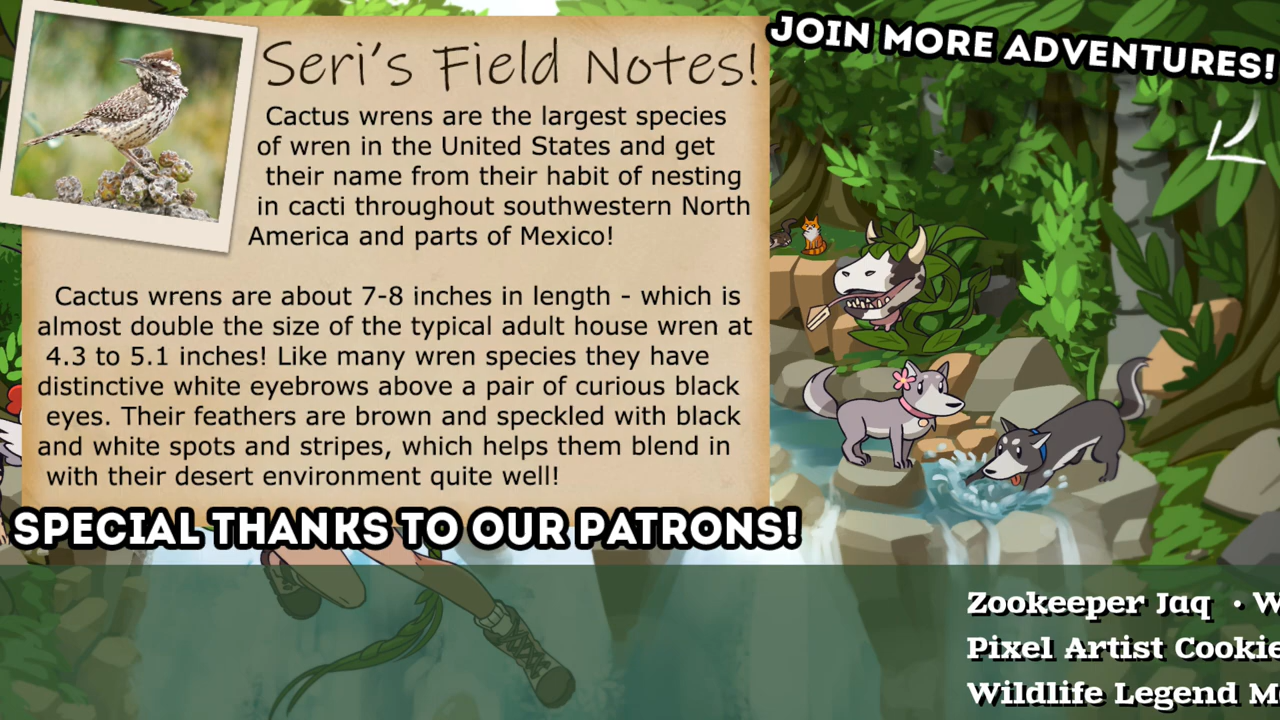 Seri's Field Notes!
JOIN MORE ADVENTURES!
Cactus wrens are the largest species
of wren in the United States and get
their name from their habit of nesting
in cacti throughout southwestern North
America and parts of Mexico!
Cactus wrens are about 7-8 inches in length - which is
almost double the size of the typical adult house wren at
4.3 to 5.1 inches! Like many wren species they have
distinctive white eyebrows above a pair of curious black
eyes. Their feathers are brown and speckled with black
and white spots and stripes, which helps them blend in
with their desert environment quite well!
SPECIAL THANKS TO OUR PATRONS!
Zookeeper Jaq •
Pixel Artist Cookie
Wildlife Legend